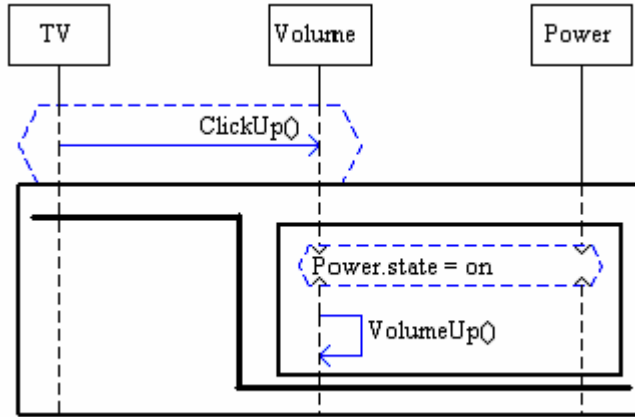 TV
Volume
Power
ClickUp()
Power.state = on
VolumeUp()